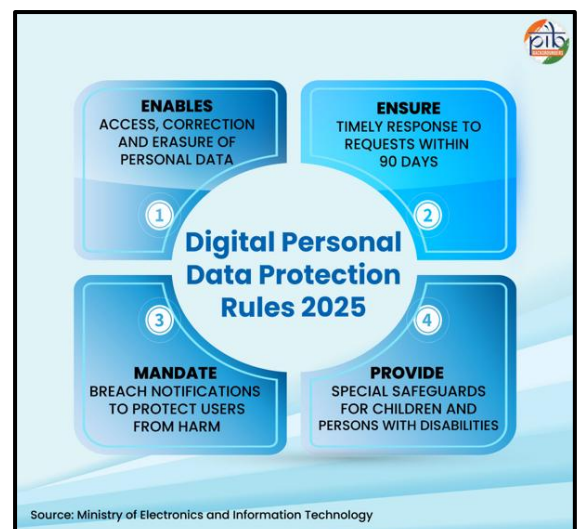 pib
ENABLES
ACCESS, CORRECTION
AND ERASURE OF
PERSONAL DATA
1
ENSURE
TIMELY RESPONSE TO
REQUESTS WITHIN
90 DAYS
2
Digital Personal
Data Protection
Rules 2025
3
MANDATE
BREACH NOTIFICATIONS
TO PROTECT USERS
FROM HARM
4
PROVIDE
SPECIAL SAFEGUARDS
FOR CHILDREN AND
PERSONS WITH DISABILITIES
Source: Ministry of Electronics and Information Technology